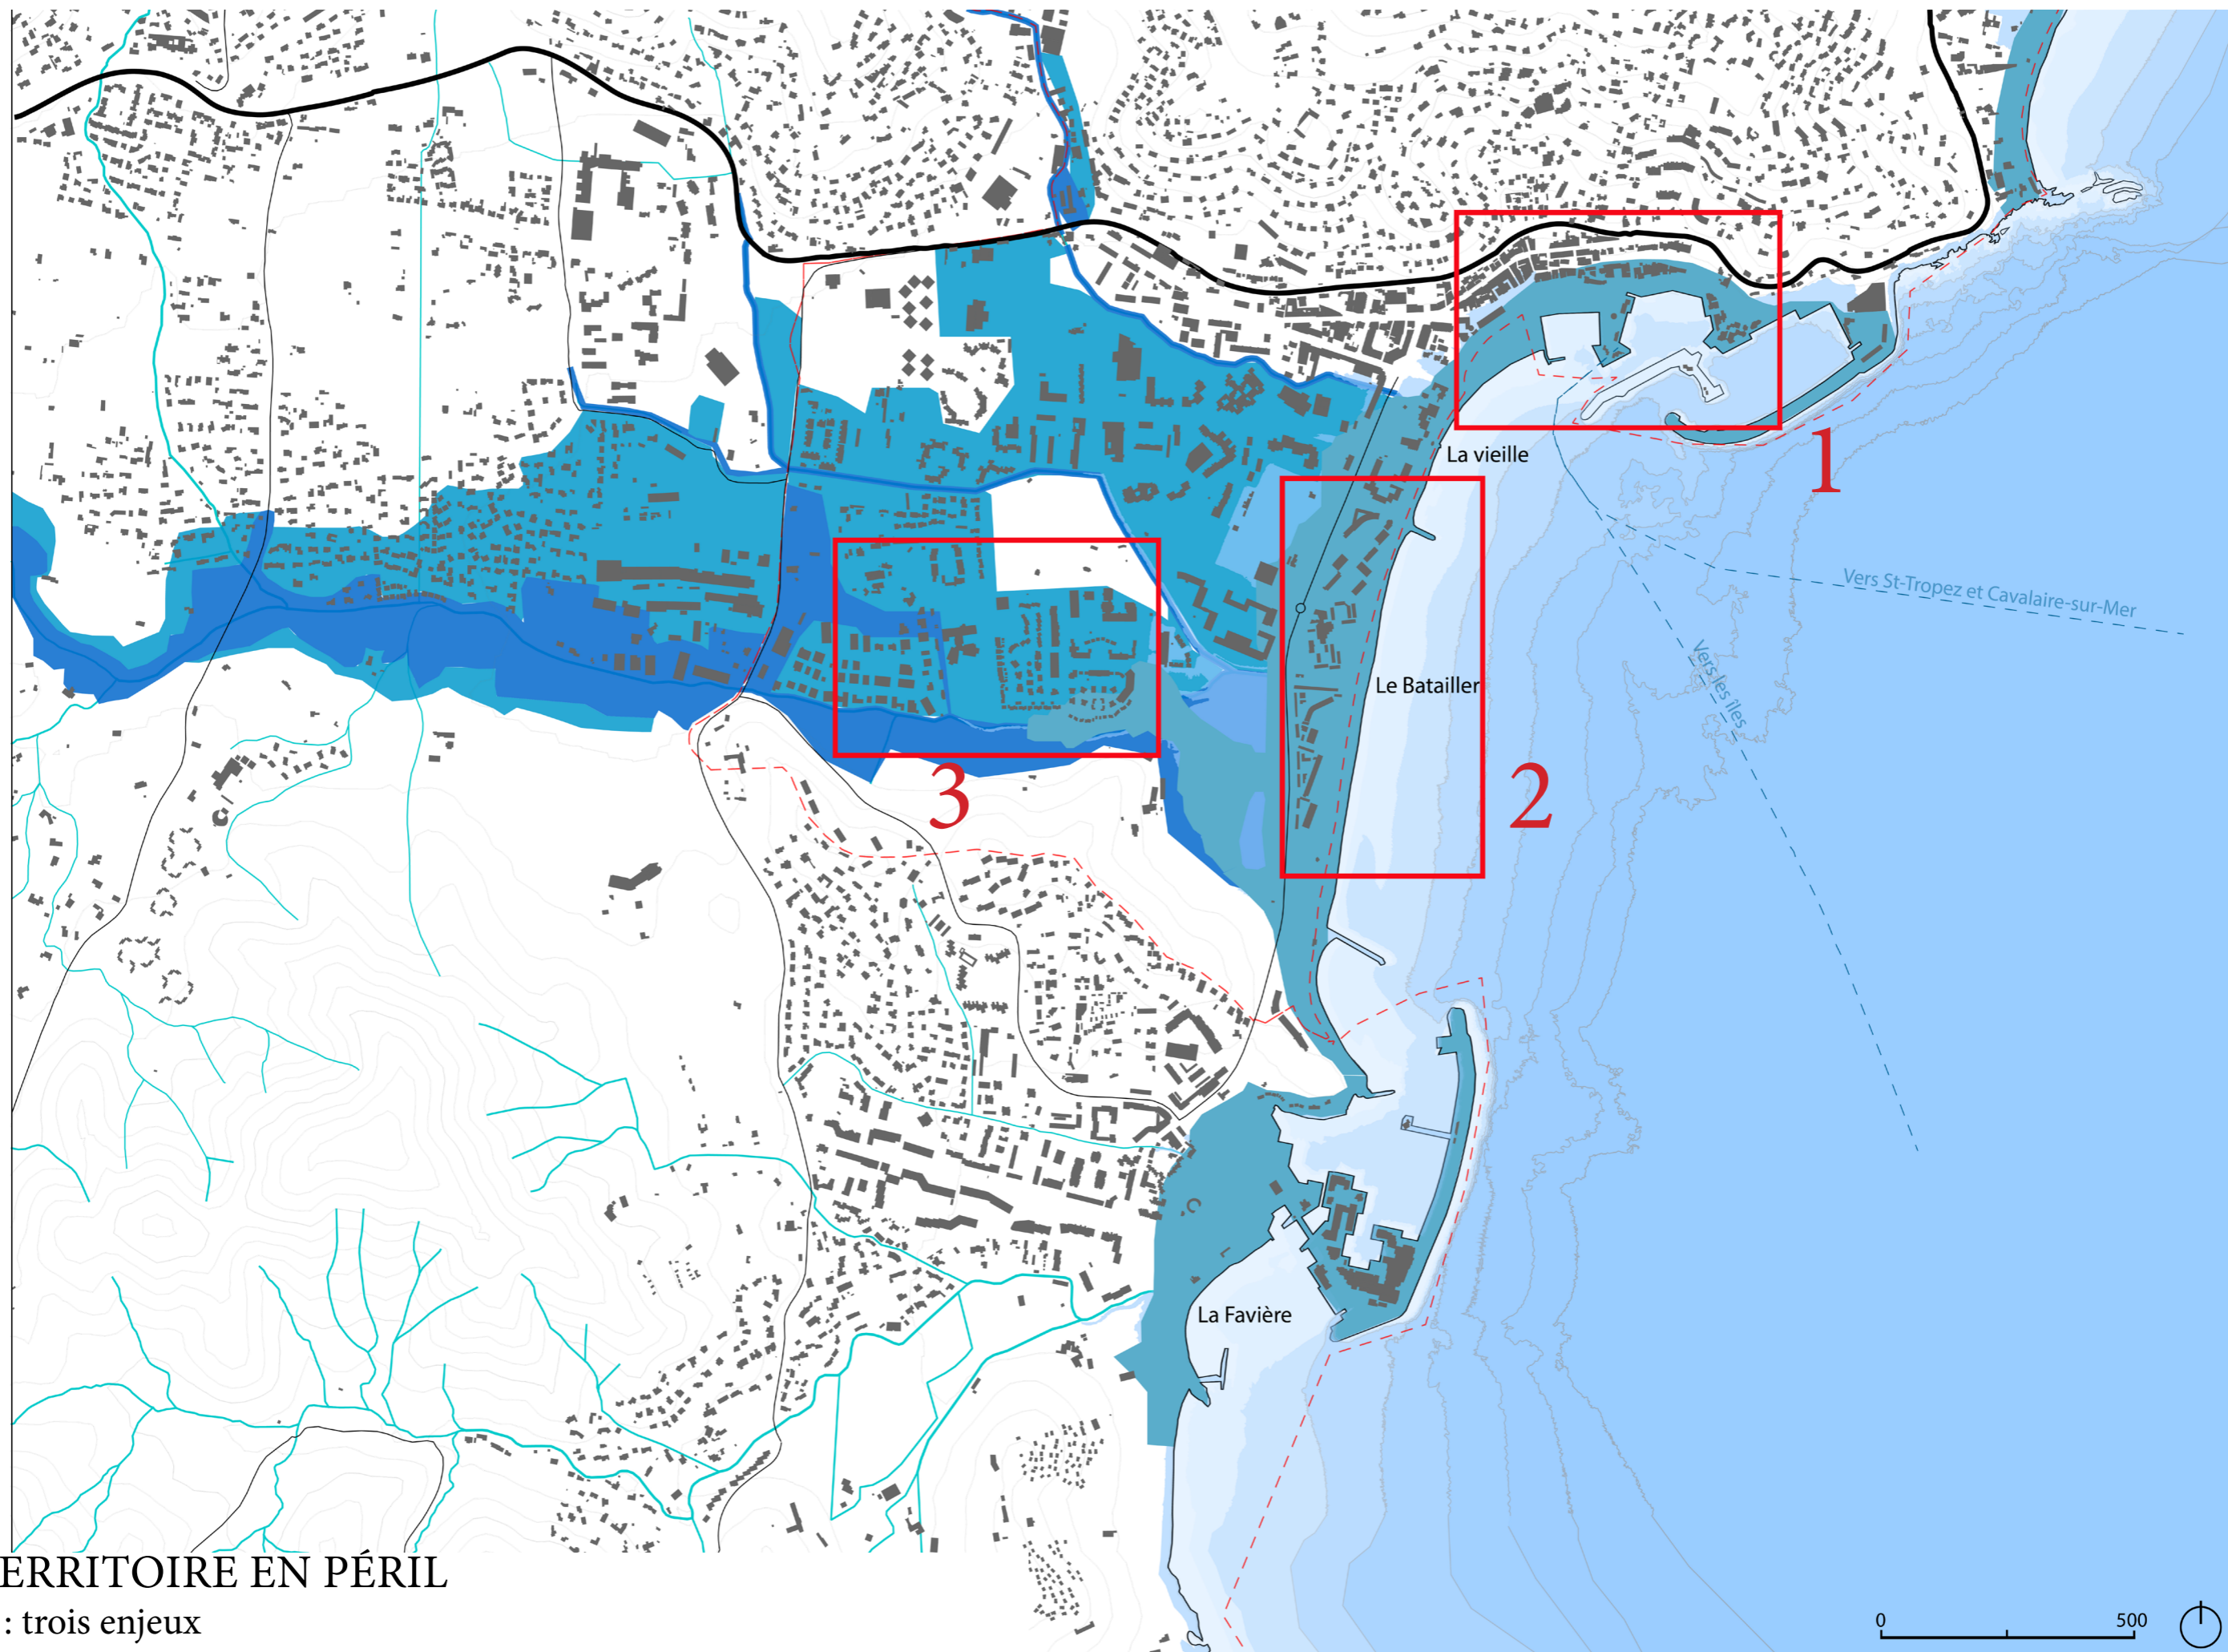 La vieille
1
Vers St-Tropez et Cavalaire-sur-Mer
Vers les îles
Le Batailler
2
3
La Favière
ERRITOIRE EN PÉRIL
: trois enjeux
0 500